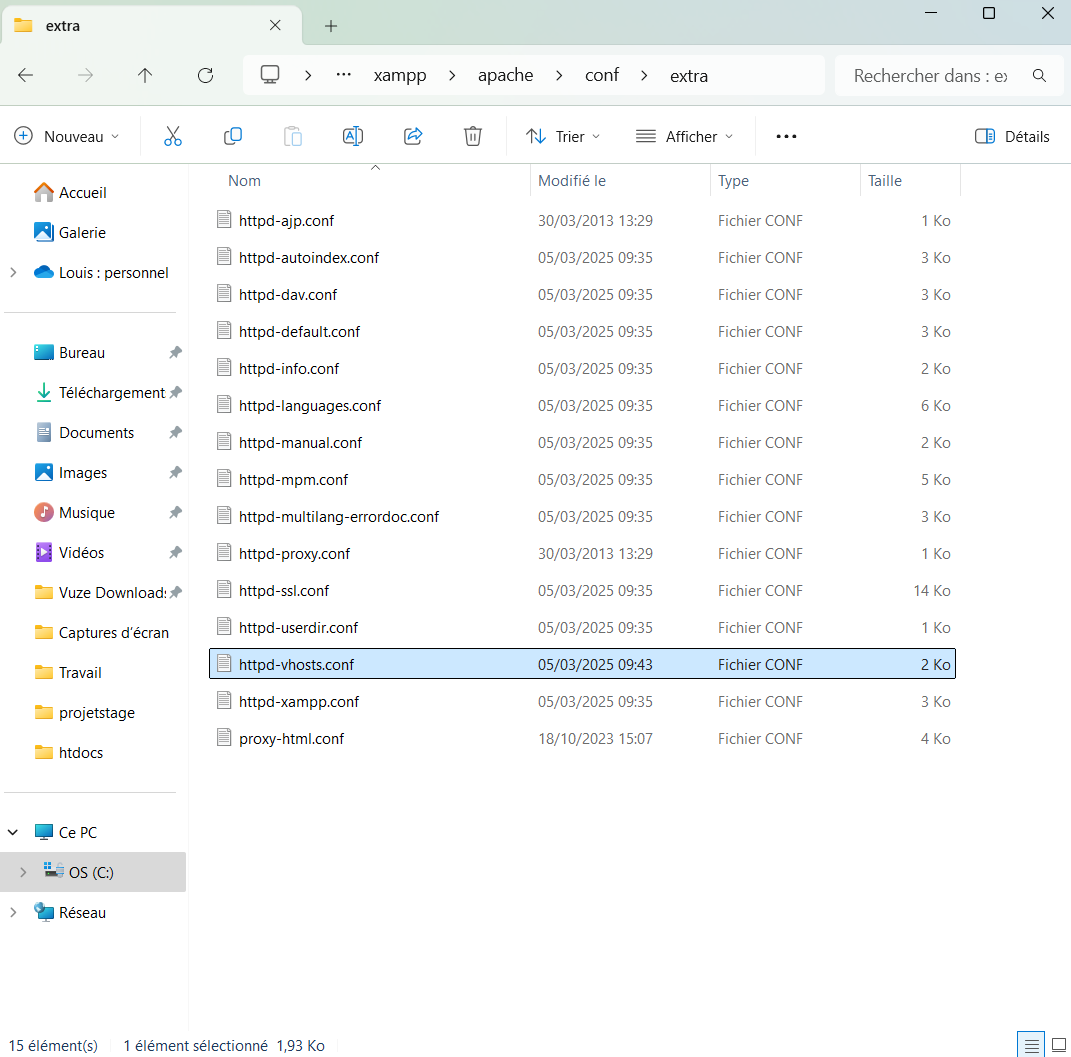 extra
xampp apache conf extra Rechercher dans : ex
Nouveau Trier Afficher Détails
Nom Modifié le Type Taille
Accueil
Galerie
Louis : personnel
Bureau
Téléchargement
Documents
Images
Musique
Vidéos
Vuze Downloads
Captures d'écran
Travail
projetstage
htdocs
Ce PC
OS (C:)
Réseau
httpd-ajp.conf 30/03/2013 13:29 Fichier CONF 1 Ko
httpd-autoindex.conf 05/03/2025 09:35 Fichier CONF 3 Ko
httpd-dav.conf 05/03/2025 09:35 Fichier CONF 3 Ko
httpd-default.conf 05/03/2025 09:35 Fichier CONF 3 Ko
httpd-info.conf 05/03/2025 09:35 Fichier CONF 2 Ko
httpd-languages.conf 05/03/2025 09:35 Fichier CONF 6 Ko
httpd-manual.conf 05/03/2025 09:35 Fichier CONF 2 Ko
httpd-mpm.conf 05/03/2025 09:35 Fichier CONF 5 Ko
httpd-multilang-errordoc.conf 05/03/2025 09:35 Fichier CONF 3 Ko
httpd-proxy.conf 30/03/2013 13:29 Fichier CONF 1 Ko
httpd-ssl.conf 05/03/2025 09:35 Fichier CONF 14 Ko
httpd-userdir.conf 05/03/2025 09:35 Fichier CONF 1 Ko
httpd-vhosts.conf 05/03/2025 09:43 Fichier CONF 2 Ko
httpd-xampp.conf 05/03/2025 09:35 Fichier CONF 3 Ko
proxy-html.conf 18/10/2023 15:07 Fichier CONF 4 Ko
15 élément(s) 1 élément sélectionné 1,93 Ko